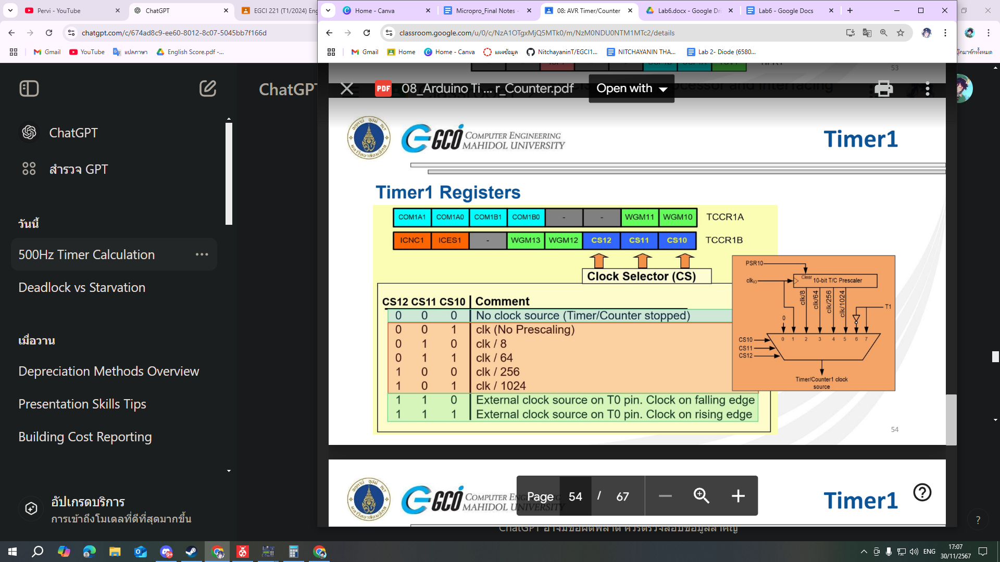 Pervi - YouTube
ChatGPT
EGCI 221 (T1/2024) Eng
Home - Canva
Micropro_Final Notes -
08: AVR Timer/Counter
Lab6.docx - Google Dri
Lab6 - Google Docs
chatgpt.com/c/674ad8c9-ee60-8012-8c07-5045bb7f166d
classroom.google.com/u/0/c/NzA1OTgxMjQ5MTk0/m/NzM0NDU0NTM1MTc2/details
Gmail
YouTube
แปลภาษา
English Score.pdf -...
Gmail
Home
Home - Canva
แผงข้อมูล
NitchayaninT/EGCI1...
NITCHAYANIN THA...
Lab 2- Diode (6580...
ุ๊กมาร์กทั้งหมด
ChatGPT
สำรวจ GPT
วันนี้
500Hz Timer Calculation
Deadlock vs Starvation
เมื่อวาน
Depreciation Methods Overview
Presentation Skills Tips
Building Cost Reporting
อัปเกรดบริการ
การเข้าถึงโมเดลที่ดีที่สุดมากขึ้น
ChatGPT
53
PDF 08_Arduino Ti ... r_Counter.pdf
Open with
ocessor and Interfacing
GCO COMPUTER ENGINEERING
MAHIDOL UNIVERSITY
Timer1
Timer1 Registers
COM1A1 COM1A0 COM1B1 COM1B0 - - WGM11 WGM10 TCCR1A
ICNC1 ICES1 - WGM13 WGM12 CS12 CS11 CS10 TCCR1B
Clock Selector (CS)
CS12 CS11 CS10 Comment
0 0 0 No clock source (Timer/Counter stopped)
0 0 1 clk (No Prescaling)
0 1 0 clk / 8
0 1 1 clk / 64
1 0 0 clk / 256
1 0 1 clk / 1024
1 1 0 External clock source on T0 pin. Clock on falling edge
1 1 1 External clock source on T0 pin. Clock on rising edge
PSR10
Clear
clkIO
10-bit T/C Prescaler
clk/8
clk/64
clk/256
clk/1024
T1
0
0 1 2 3 4 5 6 7
CS10
CS11
CS12
Timer/Counter1 clock
source
54
GCO COMPUTER ENGINEERING
MAHIDOL UNIVERSITY
Timer1
Page 54 / 67
?
ChatGPT อาจมีข้อผิดพลาด ควรตรวจสอบข้อมูลสำคัญ
?
9+
ENG
17:07
30/11/2567